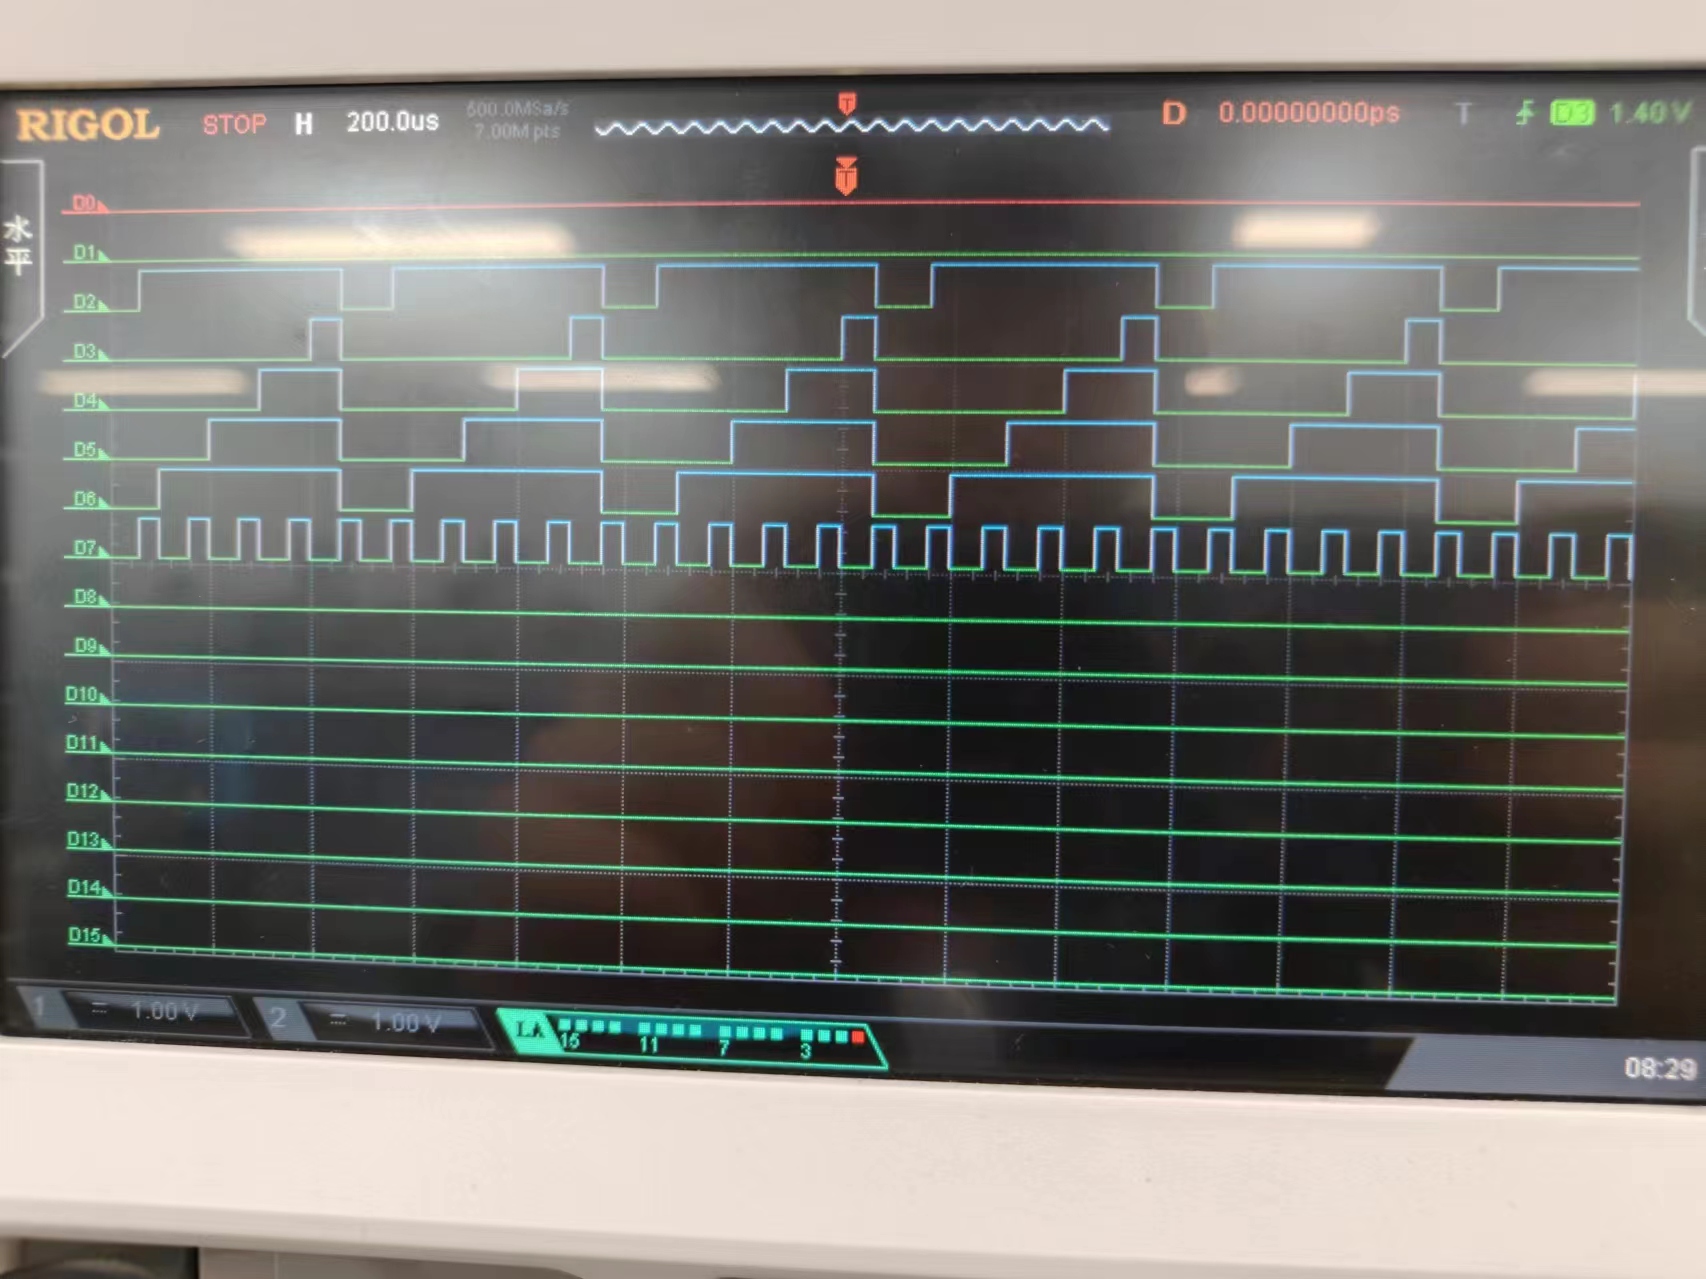 RIGOL STOP H 200.0us 500.0MSa/s 7.00M pts D 0.00000000ps T D3 1.40V
T
水平
D0
D1
D2
D3
D4
D5
D6
D7
D8
D9
D10
D11
D12
D13
D14
D15
1 1.00V 2 1.00V LA 15 11 7 3
08:29